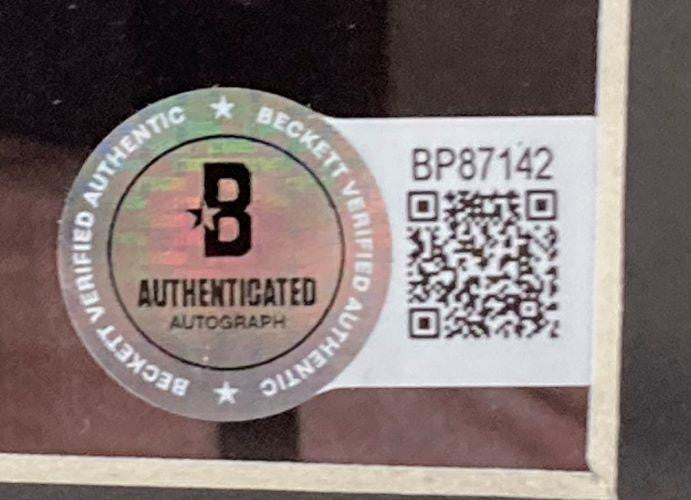 BECKETT VERIFIED AUTHENTIC ★ BECKETT VERIFIED AUTHENTIC ★
B
AUTHENTICATED
AUTOGRAPH
BP87142